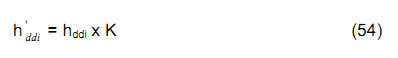 h'ddi = hddi x K (54)